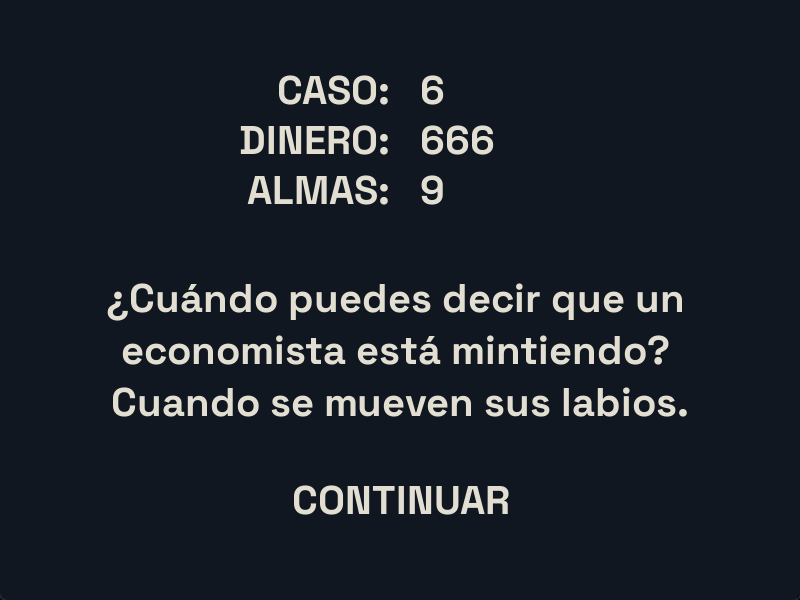 CASO: 6
DINERO: 666
ALMAS: 9
¿Cuándo puedes decir que un
economista está mintiendo?
Cuando se mueven sus labios.
CONTINUAR